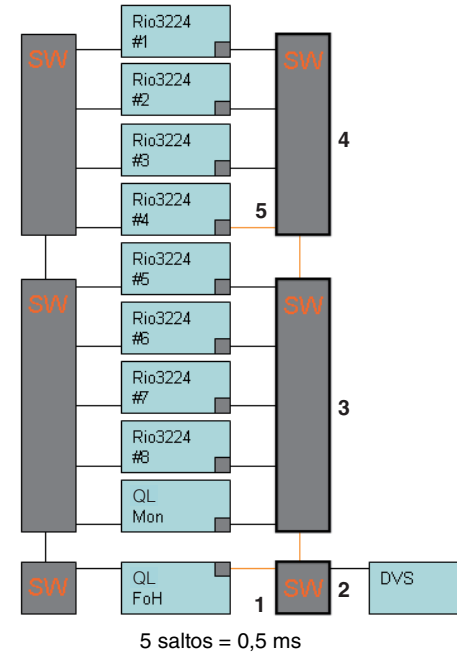 SW
Rio3224
#1
SW
Rio3224
#2
Rio3224
#3
4
Rio3224
#4
5
Rio3224
#5
SW
SW
Rio3224
#6
Rio3224
#7
3
Rio3224
#8
QL
Mon
SW
QL
FoH
1
SW
2
DVS
5 saltos = 0,5 ms